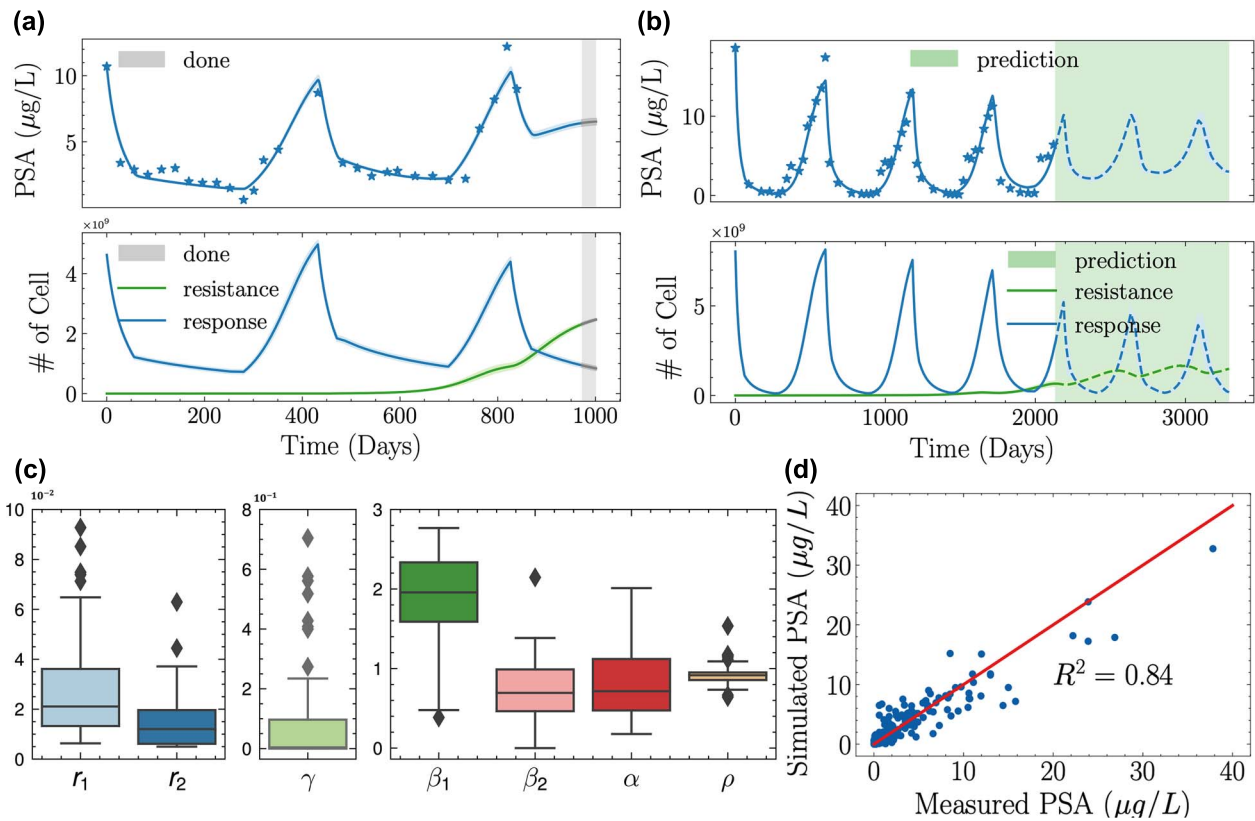 (a)
PSA (μg/L)
10
5
done
×10⁹
# of Cell
4
2
0
done
resistance
response
0 200 400 600 800 1000
Time (Days)
(b)
PSA (μg/L)
10
0
prediction
×10⁹
# of Cell
5
0
prediction
resistance
response
0 1000 2000 3000
Time (Days)
(c)
10⁻²
10
8
6
4
2
0
r₁ r₂
10⁻¹
8
6
4
2
0
γ
3
2
1
0
β₁ β₂ α ρ
(d)
Simulated PSA (μg/L)
40
30
20
10
0
R² = 0.84
0 10 20 30 40
Measured PSA (μg/L)